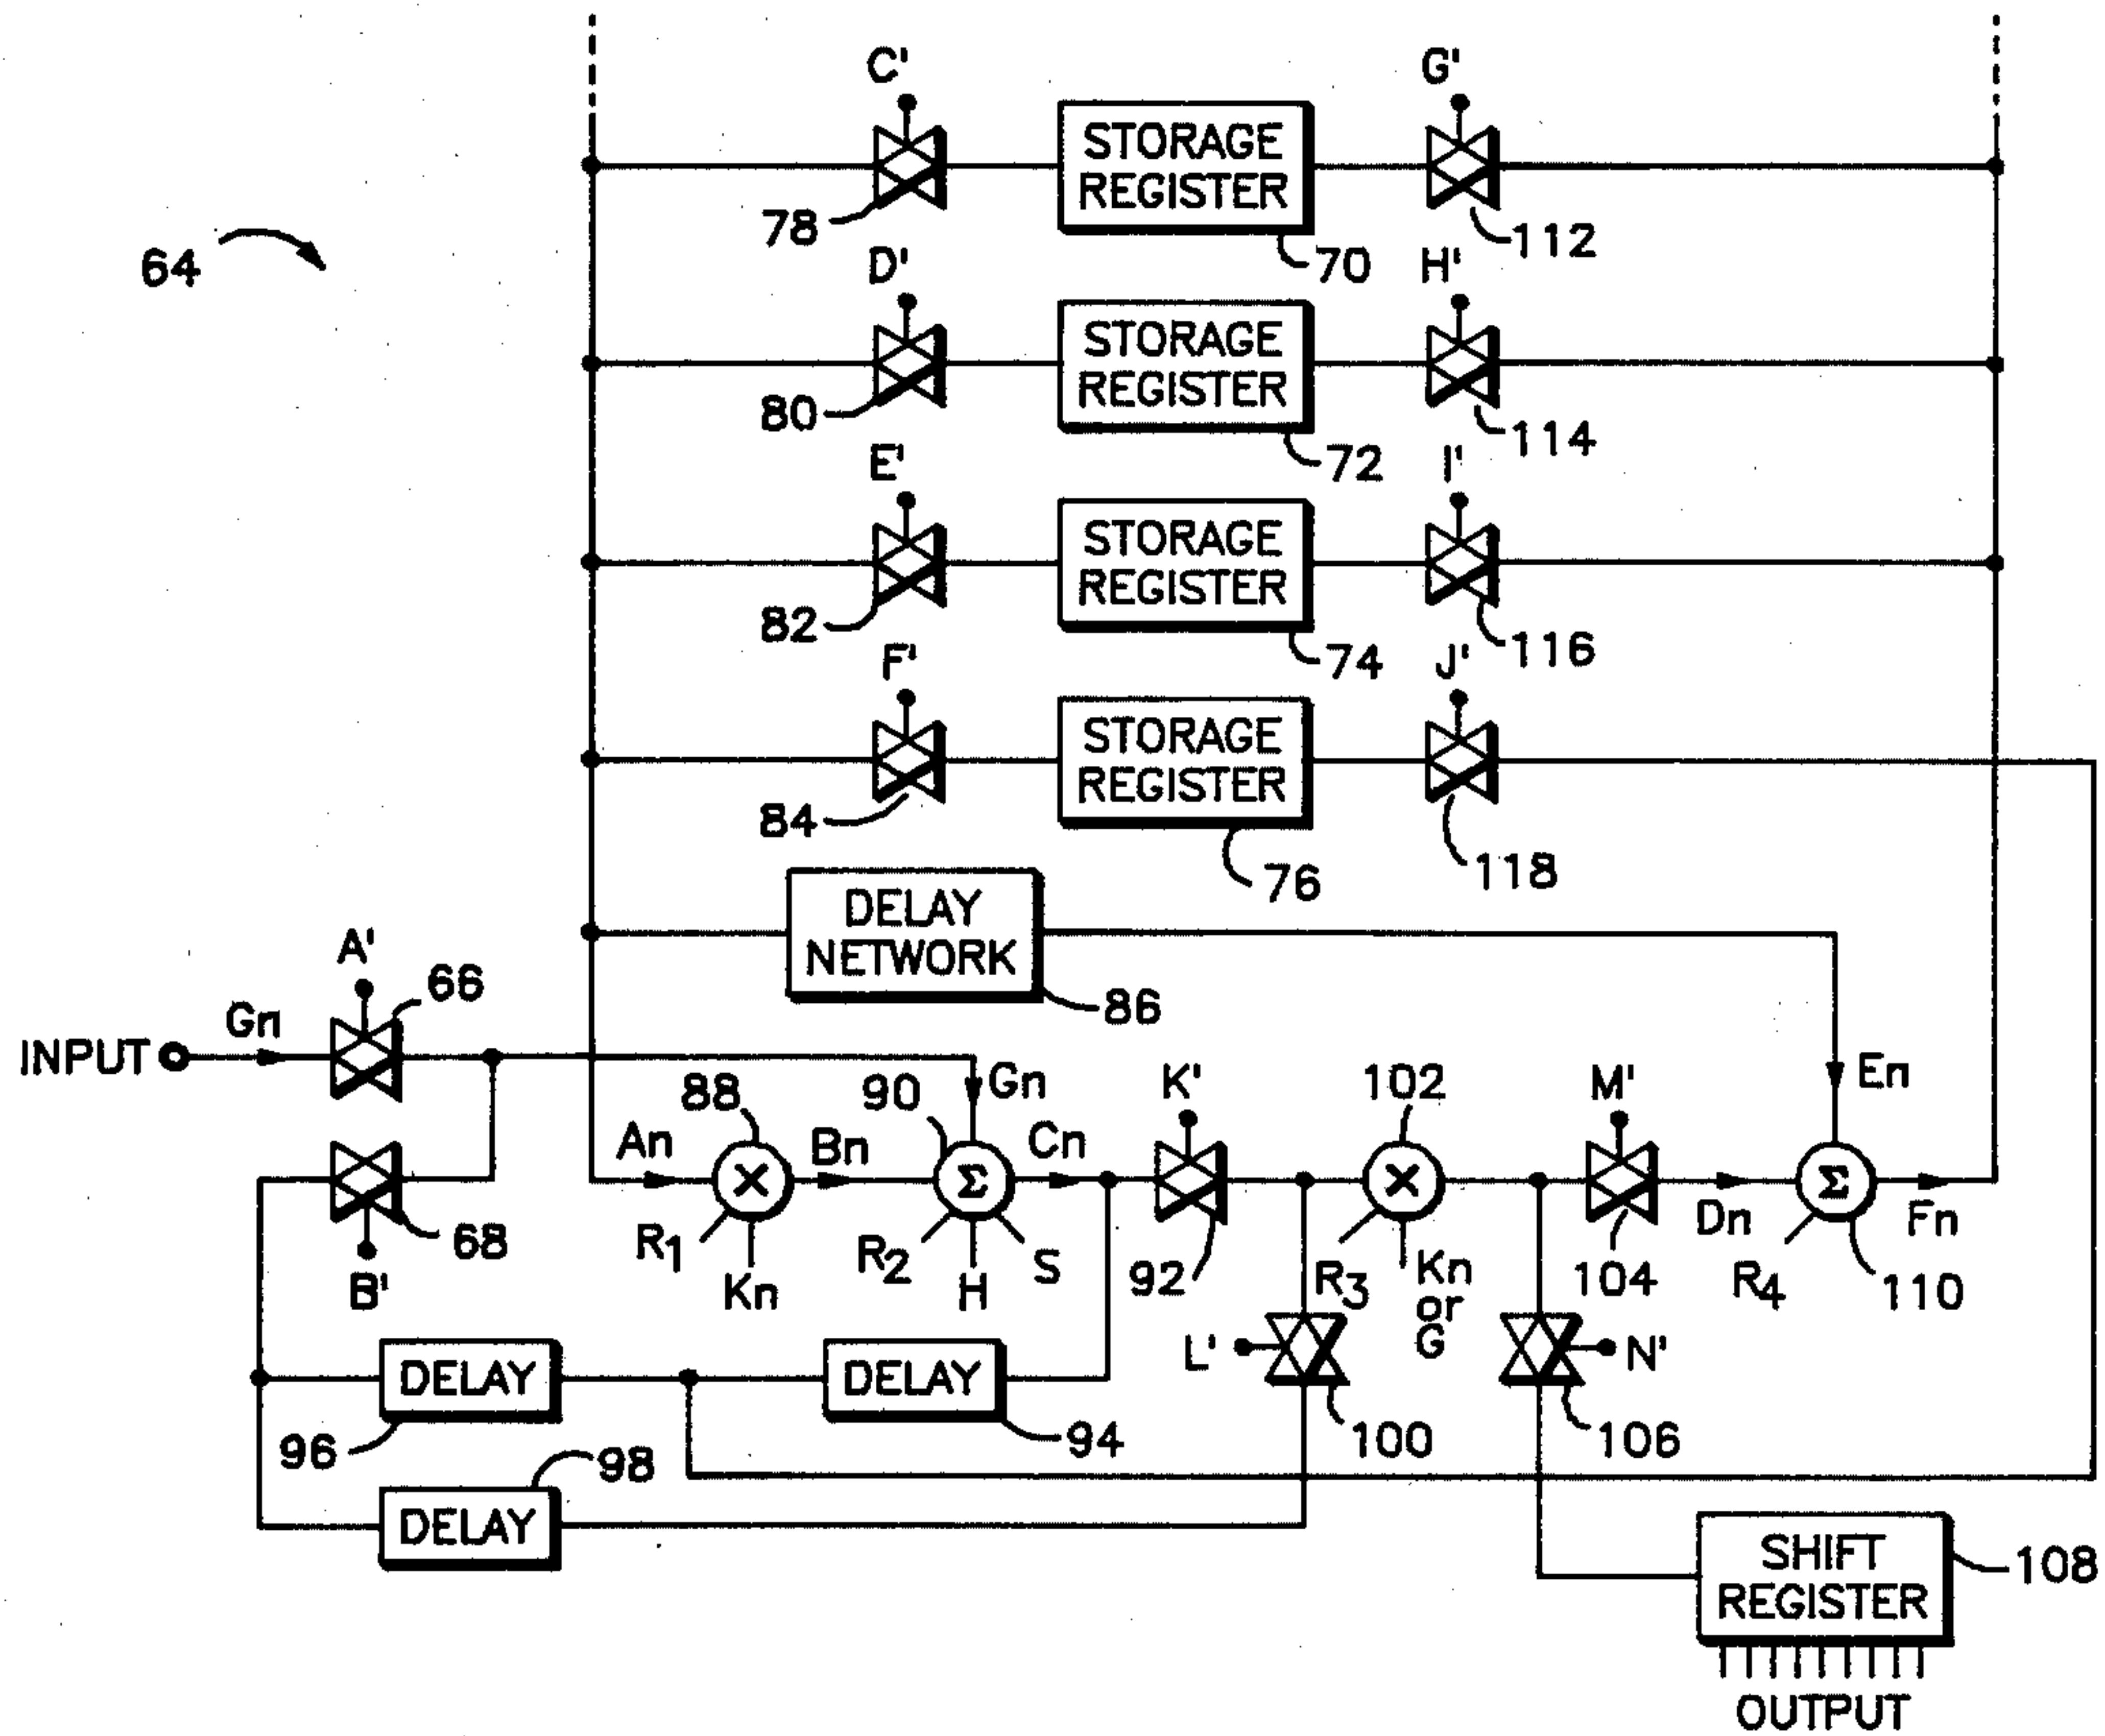 C'
G'
STORAGE
REGISTER
78
70
112
64
D'
H'
STORAGE
REGISTER
80
72
114
E'
I'
STORAGE
REGISTER
82
74
116
F'
J'
STORAGE
REGISTER
84
76
118
DELAY
NETWORK
86
A'
66
INPUT
Gn
88
90
Gn
K'
102
M'
En
An
Bn
Σ
Cn
Σ
68
B'
R1
Kn
R2
H
S
92
R3
Kn
or
G
104
Dn
R4
110
Fn
L'
N'
DELAY
DELAY
96
94
100
106
98
DELAY
SHIFT
REGISTER
108
OUTPUT